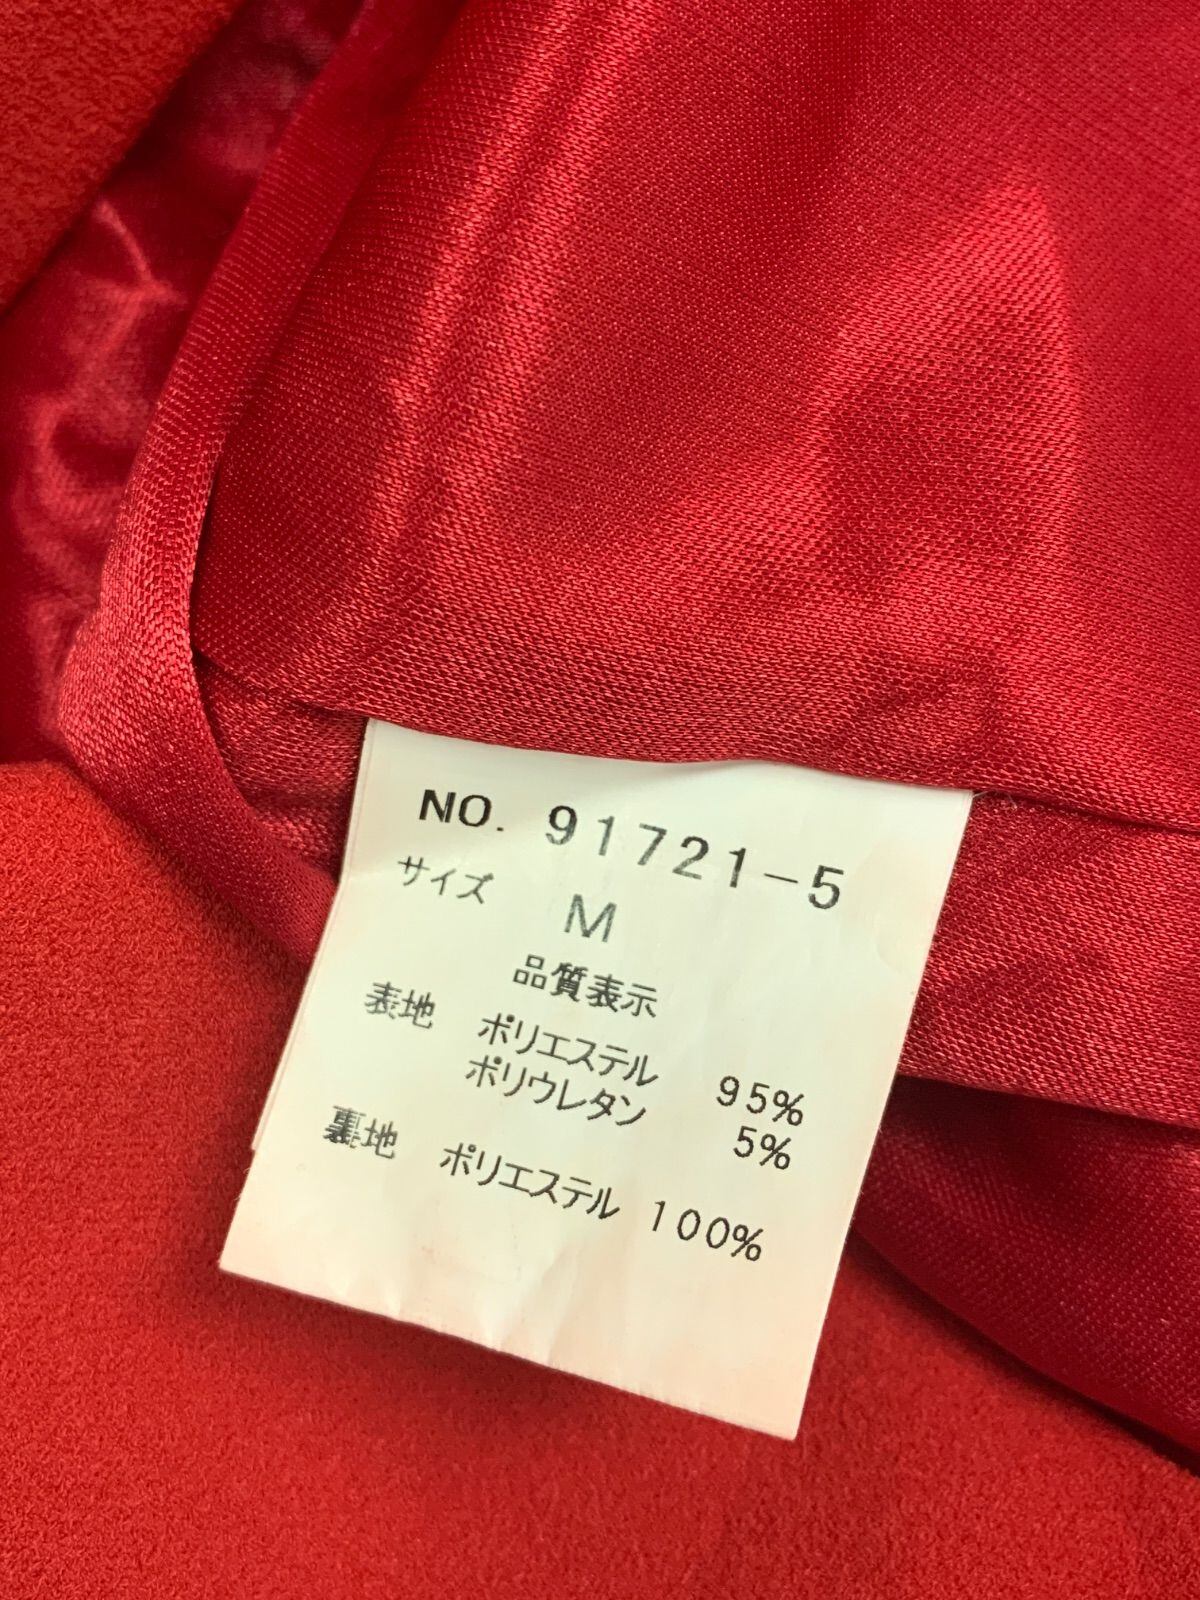 NO. 91721-5
サイズ M
品質表示
表地 ポリエステル 95%
ポリウレタン 5%
裏地 ポリエステル 100%